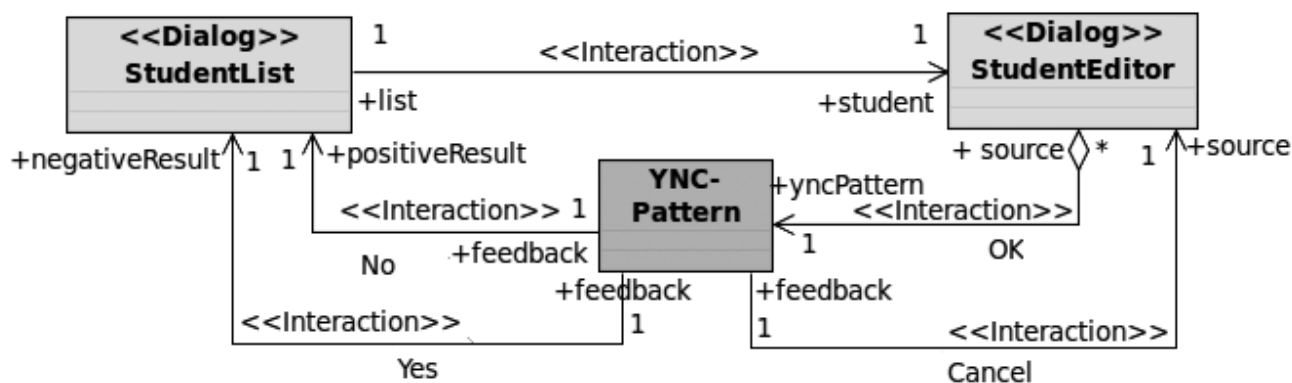 <<Dialog>>
StudentList
1
<<Interaction>>
1
<<Dialog>>
StudentEditor
+list
+student
+negativeResult
1
1
+positiveResult
+ source
*
1
+source
YNC-
Pattern
+yncPattern
<<Interaction>>
1
<<Interaction>>
No
+feedback
1
OK
+feedback
+feedback
<<Interaction>>
1
1
<<Interaction>>
Yes
Cancel